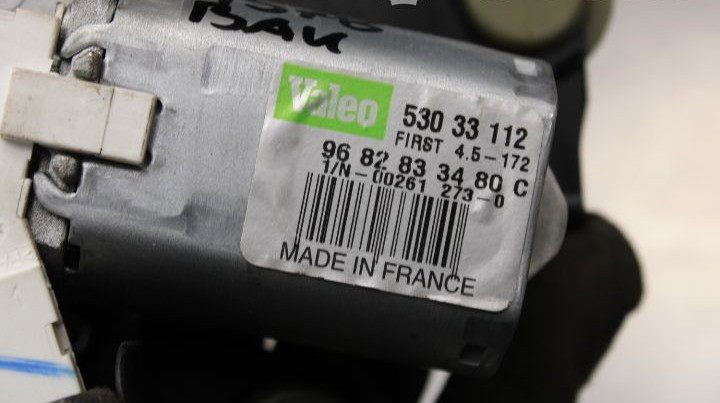 BAK
Valeo
530 33 112
FIRST 4.5-172
96 82 83 34 80 C
1/N-00261 273-0
MADE IN FRANCE